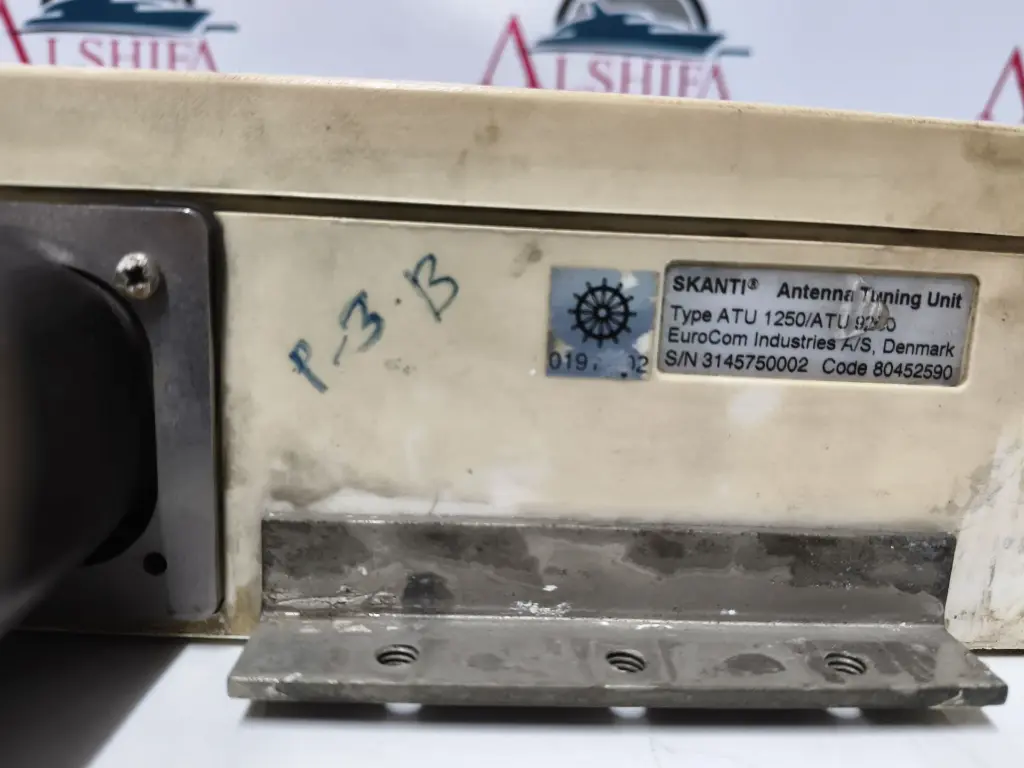 ALSHIFA
ALSHIFA
P-3.B
SKANTI® Antenna Tuning Unit
Type ATU 1250/ATU
EuroCom Industries A/S, Denmark
S/N 3145750002 Code 80452590